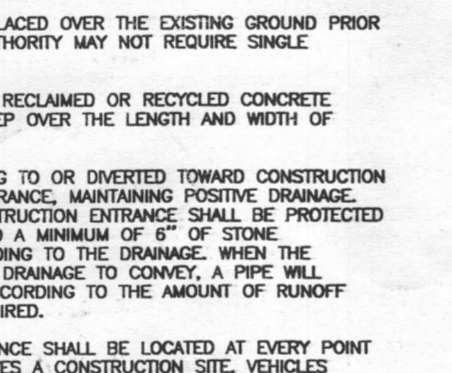 LACED OVER THE EXISTING GROUND PRIOR
THORITY MAY NOT REQUIRE SINGLE
RECLAIMED OR RECYCLED CONCRETE
EP OVER THE LENGTH AND WIDTH OF
G TO OR DIVERTED TOWARD CONSTRUCTION
RANCE, MAINTAINING POSITIVE DRAINAGE.
TRUCTION ENTRANCE SHALL BE PROTECTED
D A MINIMUM OF 6" OF STONE
DING TO THE DRAINAGE. WHEN THE
DRAINAGE TO CONVEY, A PIPE WILL
CCORDING TO THE AMOUNT OF RUNOFF
IRED.
NCE SHALL BE LOCATED AT EVERY POINT
ES A CONSTRUCTION SITE. VEHICLES